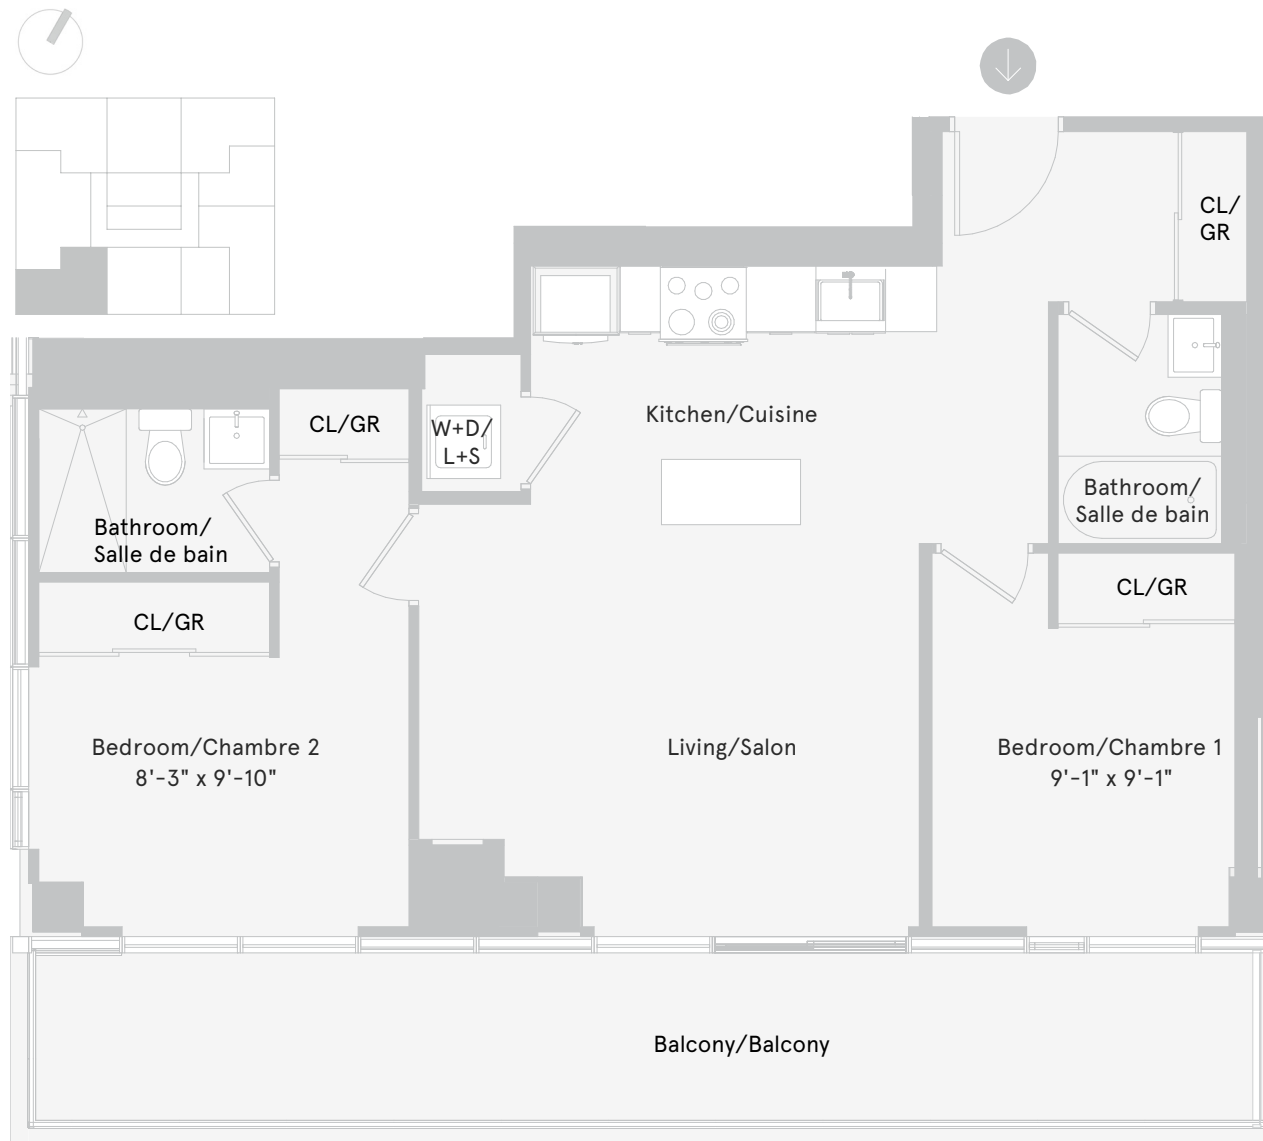 CL/
GR
Kitchen/Cuisine
CL/GR
W+D/
L+S
Bathroom/
Salle de bain
Bathroom/
Salle de bain
CL/GR
CL/GR
Bedroom/Chambre 2
8'-3" x 9'-10"
Living/Salon
Bedroom/Chambre 1
9'-1" x 9'-1"
Balcony/Balcony